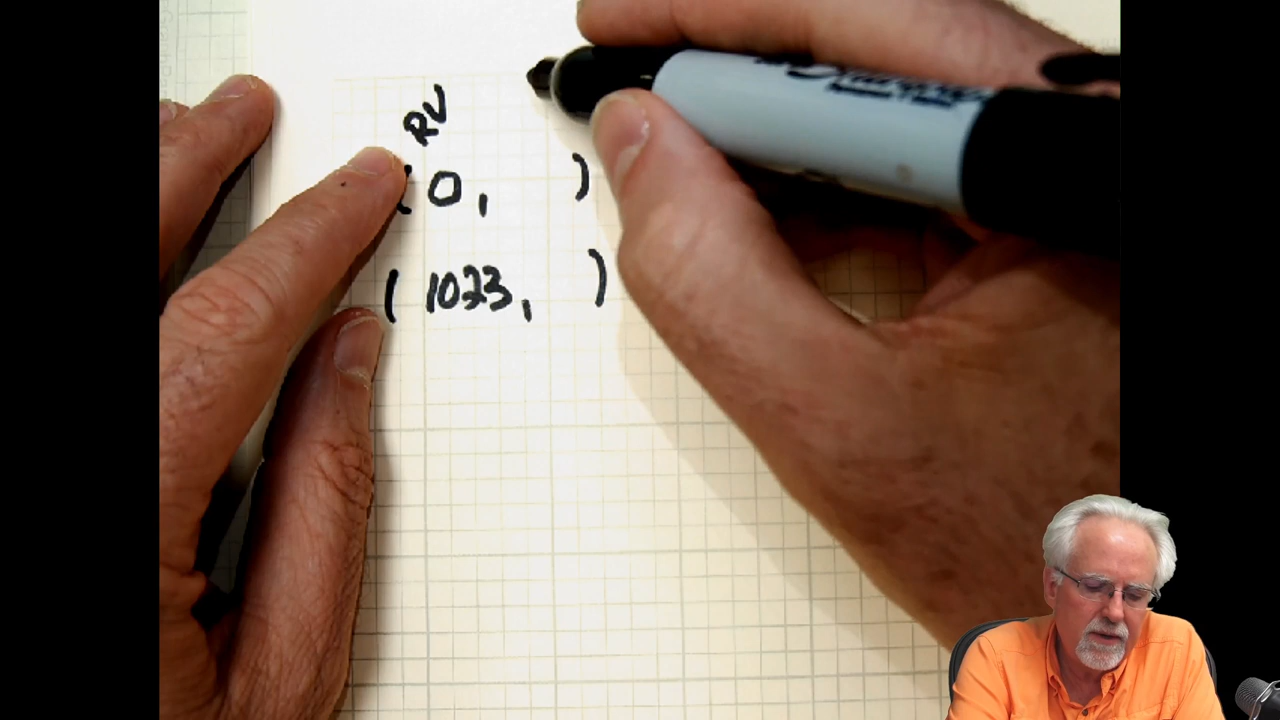 RV
( 0, )
( 1023, )